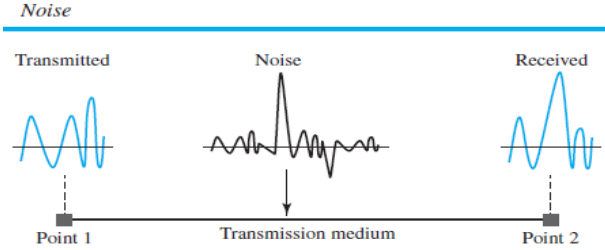 Noise
Transmitted Noise Received
Point 1 Transmission medium Point 2